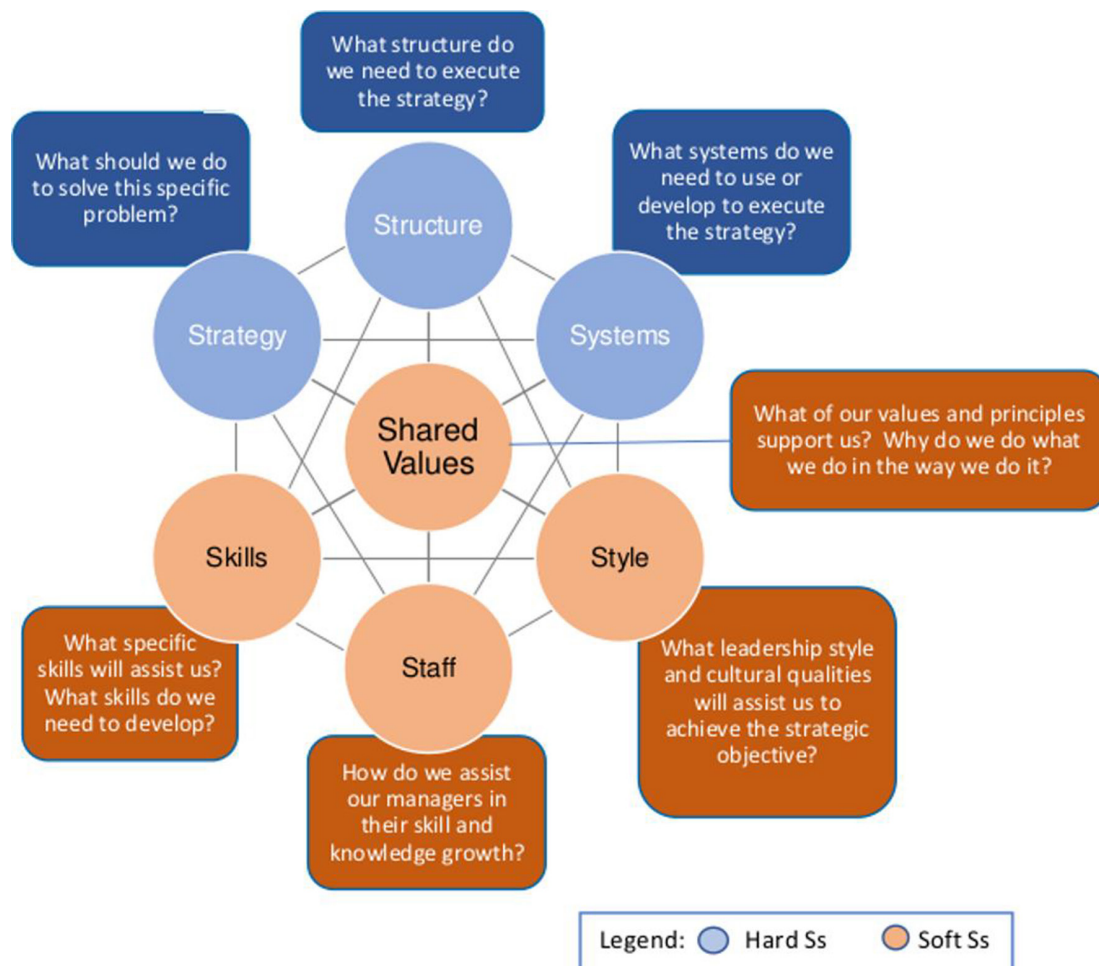 What structure do
we need to execute
the strategy?
What should we do
to solve this specific
problem?
What systems do we
need to use or
develop to execute
the strategy?
Structure
Strategy
Systems
Shared
Values
What of our values and principles
support us?  Why do we do what
we do in the way we do it?
Skills
Style
Staff
What specific
skills will assist us?
What skills do we
need to develop?
What leadership style
and cultural qualities
will assist us to
achieve the strategic
objective?
How do we assist
our managers in
their skill and
knowledge growth?
Legend: Hard Ss Soft Ss